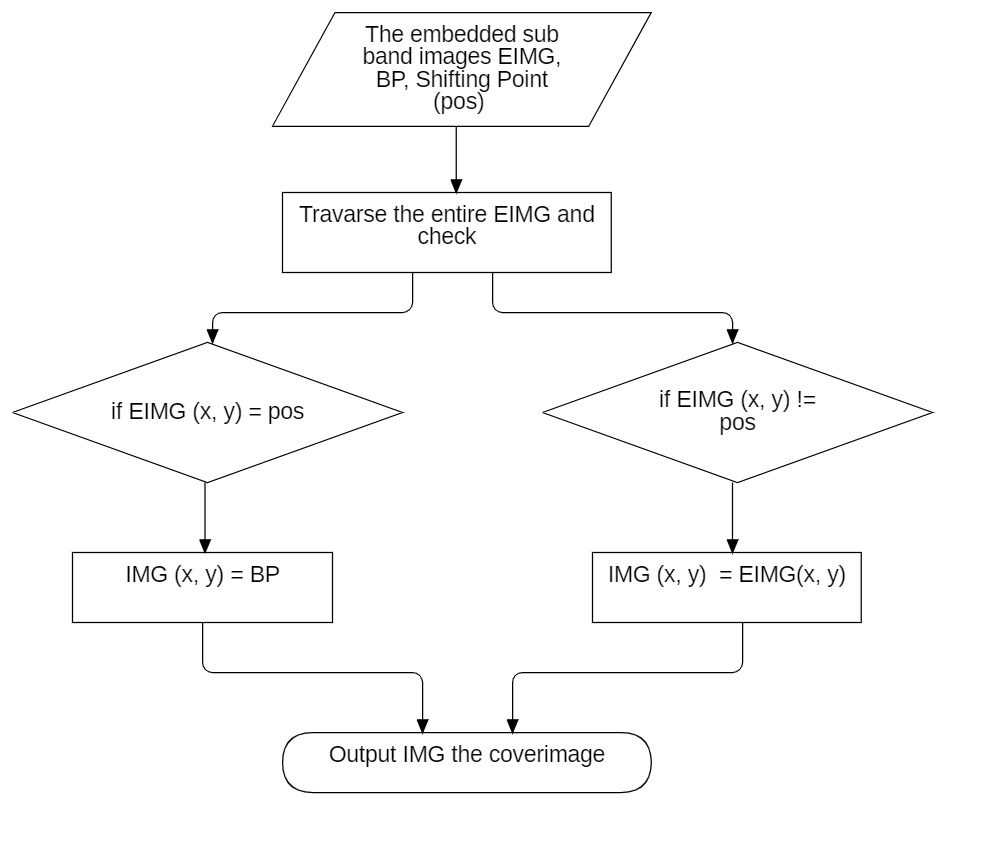 The embedded sub
band images EIMG,
BP, Shifting Point
(pos)
Travarse the entire EIMG and
check
if EIMG (x, y) = pos
if EIMG (x, y) !=
pos
IMG (x, y) = BP
IMG (x, y)  = EIMG(x, y)
Output IMG the coverimage